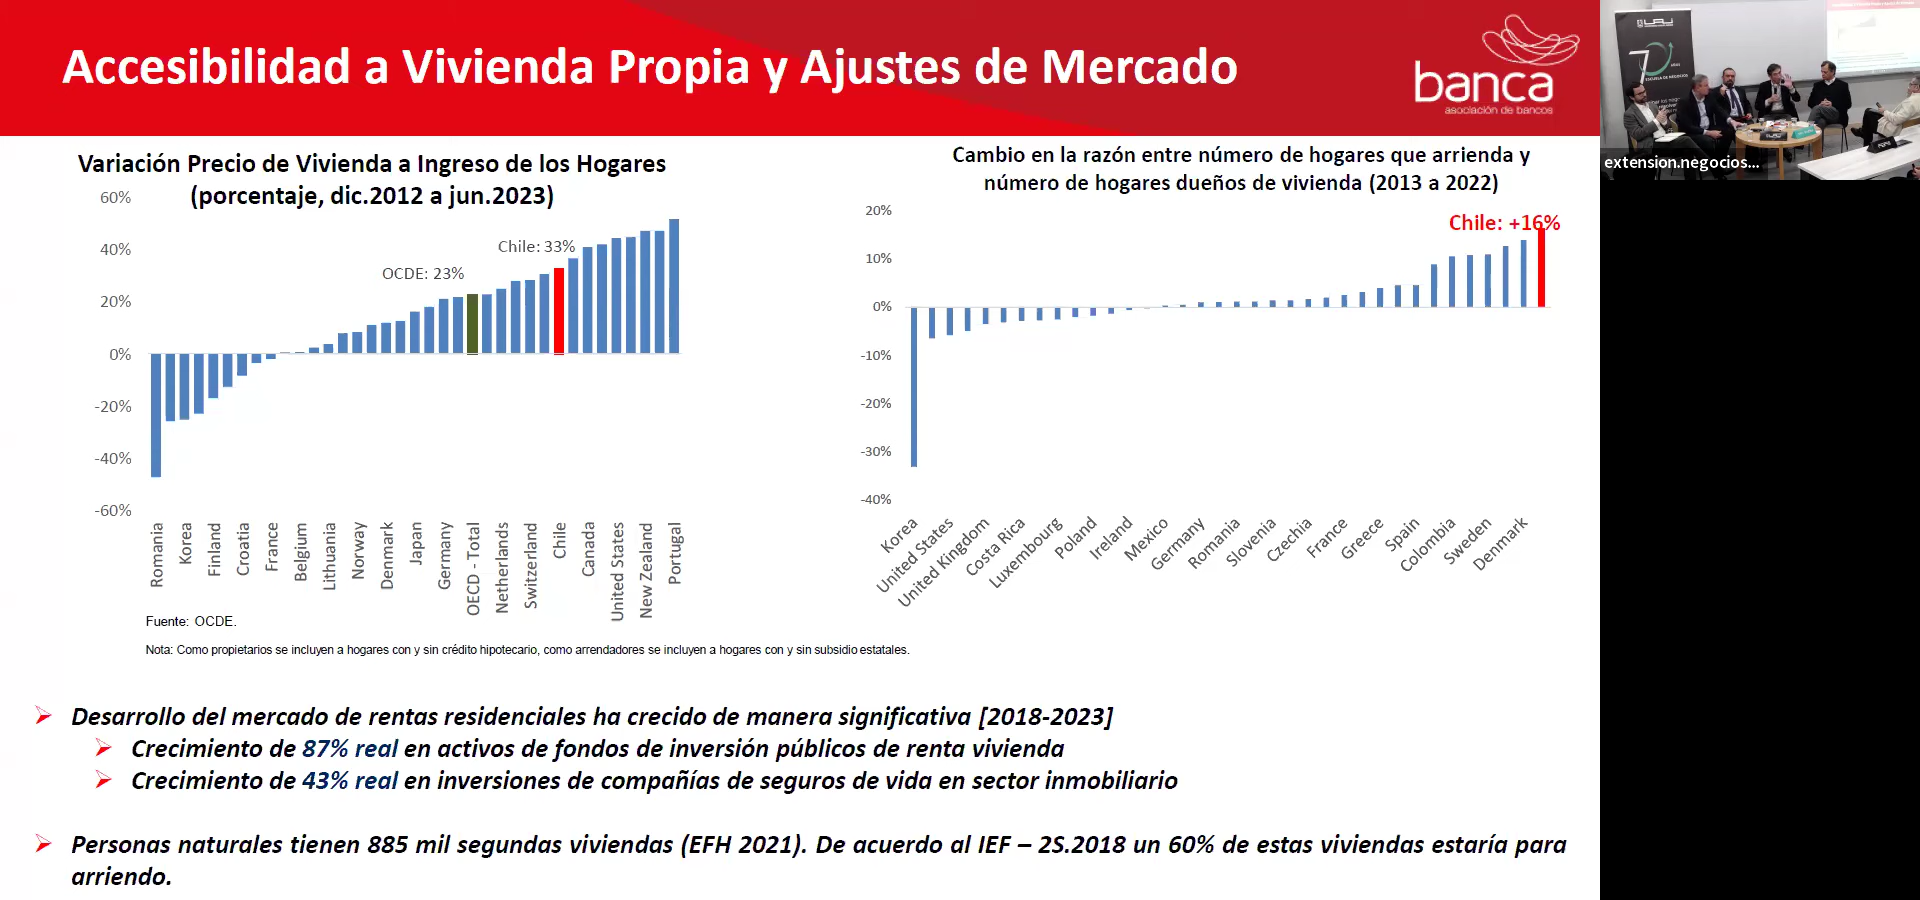 Accesibilidad a Vivienda Propia y Ajustes de Mercado
banca
asociación de bancos
Variación Precio de Vivienda a Ingreso de los Hogares
(porcentaje, dic.2012 a jun.2023)
60%
40%
20%
0%
-20%
-40%
-60%
OCDE: 23%
Chile: 33%
Romania
Korea
Finland
Croatia
France
Belgium
Lithuania
Norway
Denmark
Japan
Germany
OECD - Total
Netherlands
Switzerland
Chile
Canada
United States
New Zealand
Portugal
Cambio en la razón entre número de hogares que arrienda y
número de hogares dueños de vivienda (2013 a 2022)
20%
10%
0%
-10%
-20%
-30%
-40%
Chile: +16%
Korea
United States
United Kingdom
Costa Rica
Luxembourg
Poland
Ireland
Mexico
Germany
Romania
Slovenia
Czechia
France
Greece
Spain
Colombia
Sweden
Denmark
Fuente: OCDE.
Nota: Como propietarios se incluyen a hogares con y sin crédito hipotecario, como arrendadores se incluyen a hogares con y sin subsidio estatales.
Desarrollo del mercado de rentas residenciales ha crecido de manera significativa [2018-2023]
Crecimiento de 87% real en activos de fondos de inversión públicos de renta vivienda
Crecimiento de 43% real en inversiones de compañías de seguros de vida en sector inmobiliario
Personas naturales tienen 885 mil segundas viviendas (EFH 2021). De acuerdo al IEF – 2S.2018 un 60% de estas viviendas estaría para
arriendo.
70
ESCUELA DE NEGOCIOS
extension.negocios...